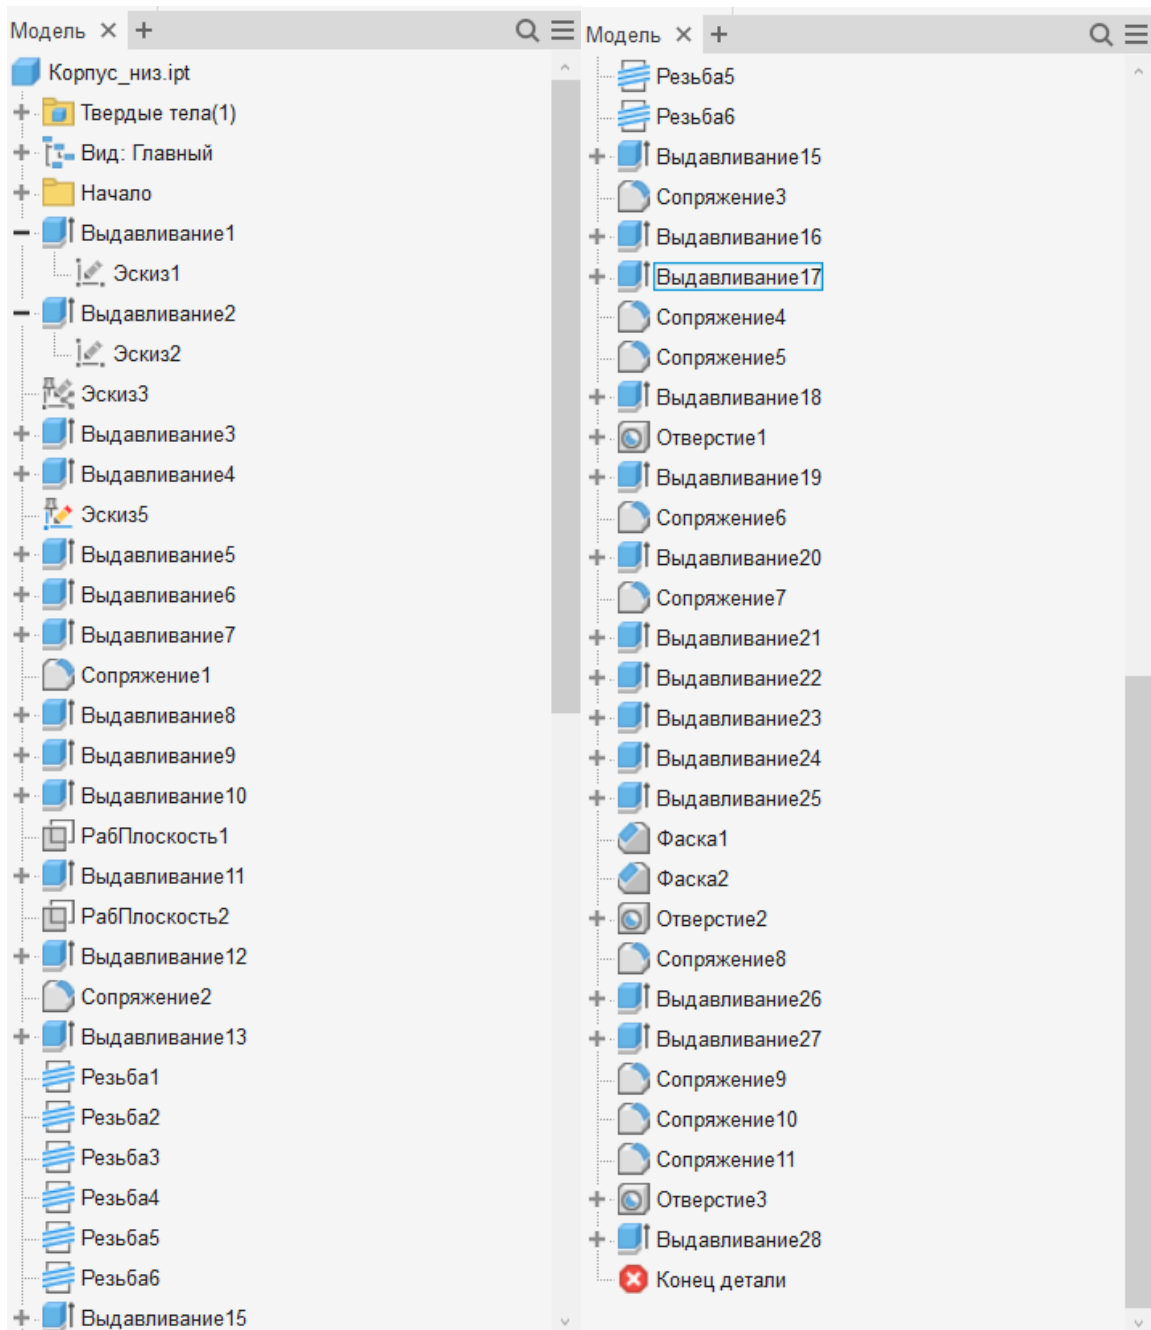 Модель
Корпус_низ.ipt
Твердые тела(1)
Вид: Главный
Начало
Выдавливание1
Эскиз1
Выдавливание2
Эскиз2
Эскиз3
Выдавливание3
Выдавливание4
Эскиз5
Выдавливание5
Выдавливание6
Выдавливание7
Сопряжение1
Выдавливание8
Выдавливание9
Выдавливание10
РабПлоскость1
Выдавливание11
РабПлоскость2
Выдавливание12
Сопряжение2
Выдавливание13
Резьба1
Резьба2
Резьба3
Резьба4
Резьба5
Резьба6
Выдавливание15
Модель
Резьба5
Резьба6
Выдавливание15
Сопряжение3
Выдавливание16
Выдавливание17
Сопряжение4
Сопряжение5
Выдавливание18
Отверстие1
Выдавливание19
Сопряжение6
Выдавливание20
Сопряжение7
Выдавливание21
Выдавливание22
Выдавливание23
Выдавливание24
Выдавливание25
Фаска1
Фаска2
Отверстие2
Сопряжение8
Выдавливание26
Выдавливание27
Сопряжение9
Сопряжение10
Сопряжение11
Отверстие3
Выдавливание28
Конец детали